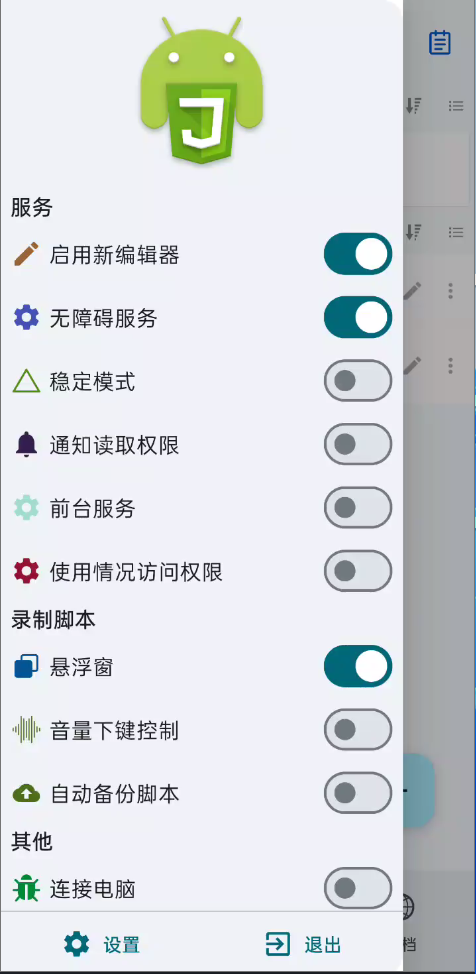 J
服务
启用新编辑器
无障碍服务
稳定模式
通知读取权限
前台服务
使用情况访问权限
录制脚本
悬浮窗
音量下键控制
自动备份脚本
其他
连接电脑
设置
退出
档